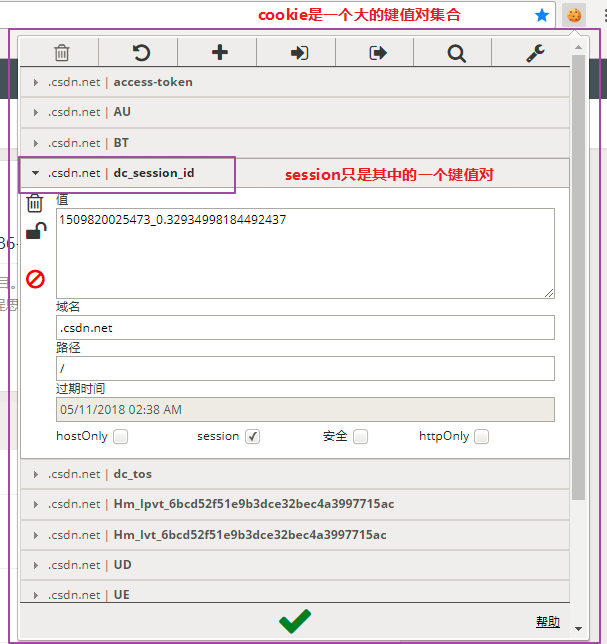 cookie是一个大的键值对集合
.csdn.net | access-token
.csdn.net | AU
.csdn.net | BT
.csdn.net | dc_session_id
session只是其中的一个键值对
值
1509820025473_0.32934998184492437
域名
.csdn.net
路径
/
过期时间
05/11/2018 02:38 AM
hostOnly session 安全 httpOnly
.csdn.net | dc_tos
.csdn.net | Hm_lpvt_6bcd52f51e9b3dce32bec4a3997715ac
.csdn.net | Hm_lvt_6bcd52f51e9b3dce32bec4a3997715ac
.csdn.net | UD
.csdn.net | UE
帮助